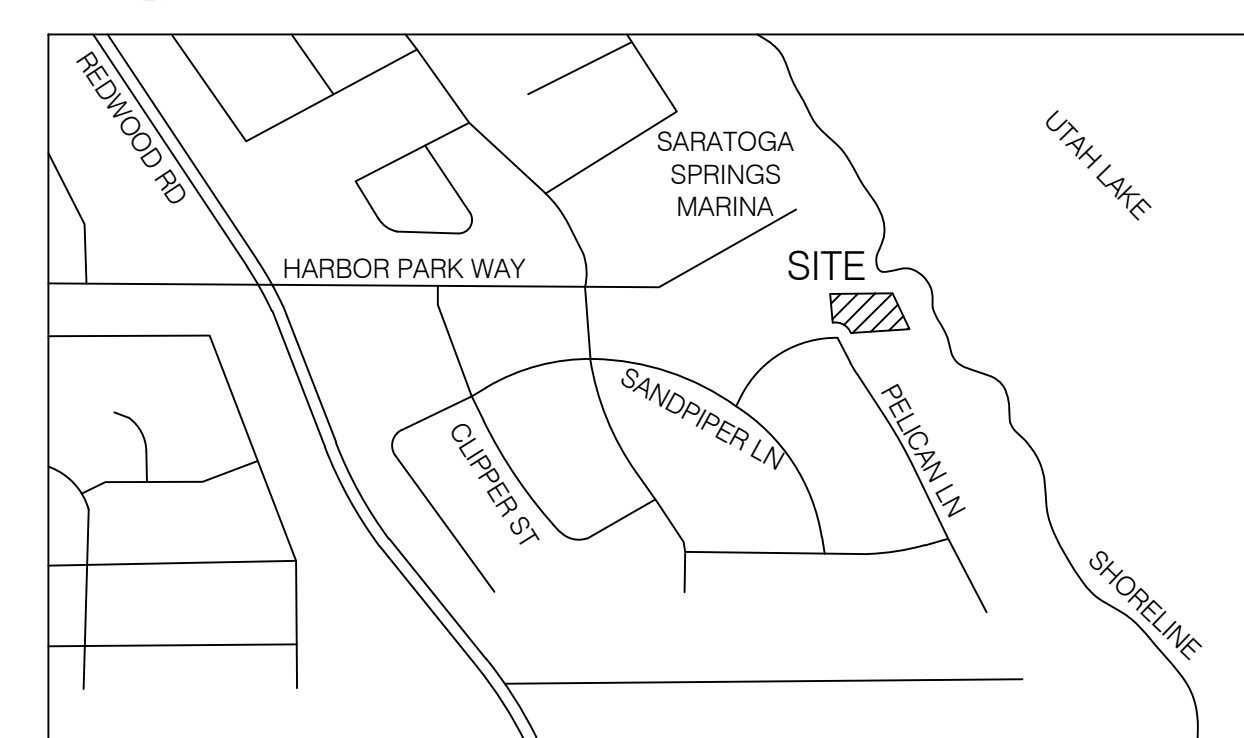 REDWOOD RD
UTAH LAKE
SARATOGA
SPRINGS
MARINA
HARBOR PARK WAY
SITE
SANDPIPER LN
PELICAN LN
CLIPPER ST
SHORELINE